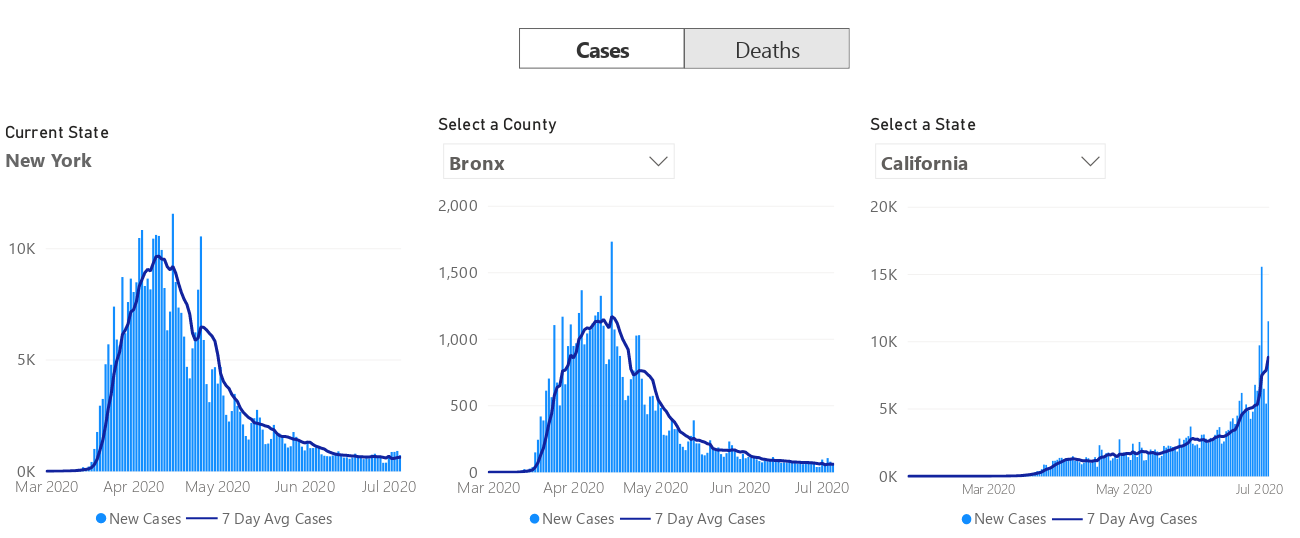 Cases
Deaths
Current State
New York
Select a County
Bronx
Select a State
California
10K
5K
0K
Mar 2020 Apr 2020 May 2020 Jun 2020 Jul 2020
New Cases 7 Day Avg Cases
2,000
1,500
1,000
500
0
Mar 2020 Apr 2020 May 2020 Jun 2020 Jul 2020
New Cases 7 Day Avg Cases
20K
15K
10K
5K
0K
Mar 2020 May 2020 Jul 2020
New Cases 7 Day Avg Cases